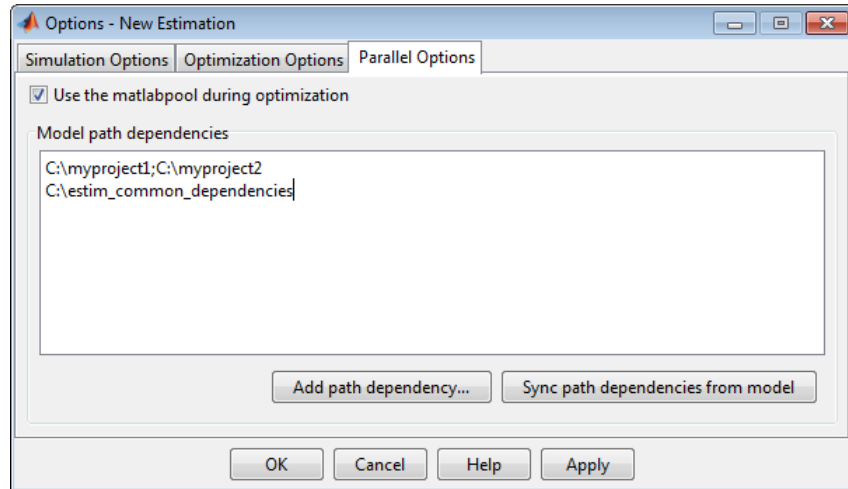 Options - New Estimation
Simulation Options Optimization Options Parallel Options
Use the matlabpool during optimization
Model path dependencies
C:\myproject1;C:\myproject2
C:\estim_common_dependencies
Add path dependency... Sync path dependencies from model
OK Cancel Help Apply